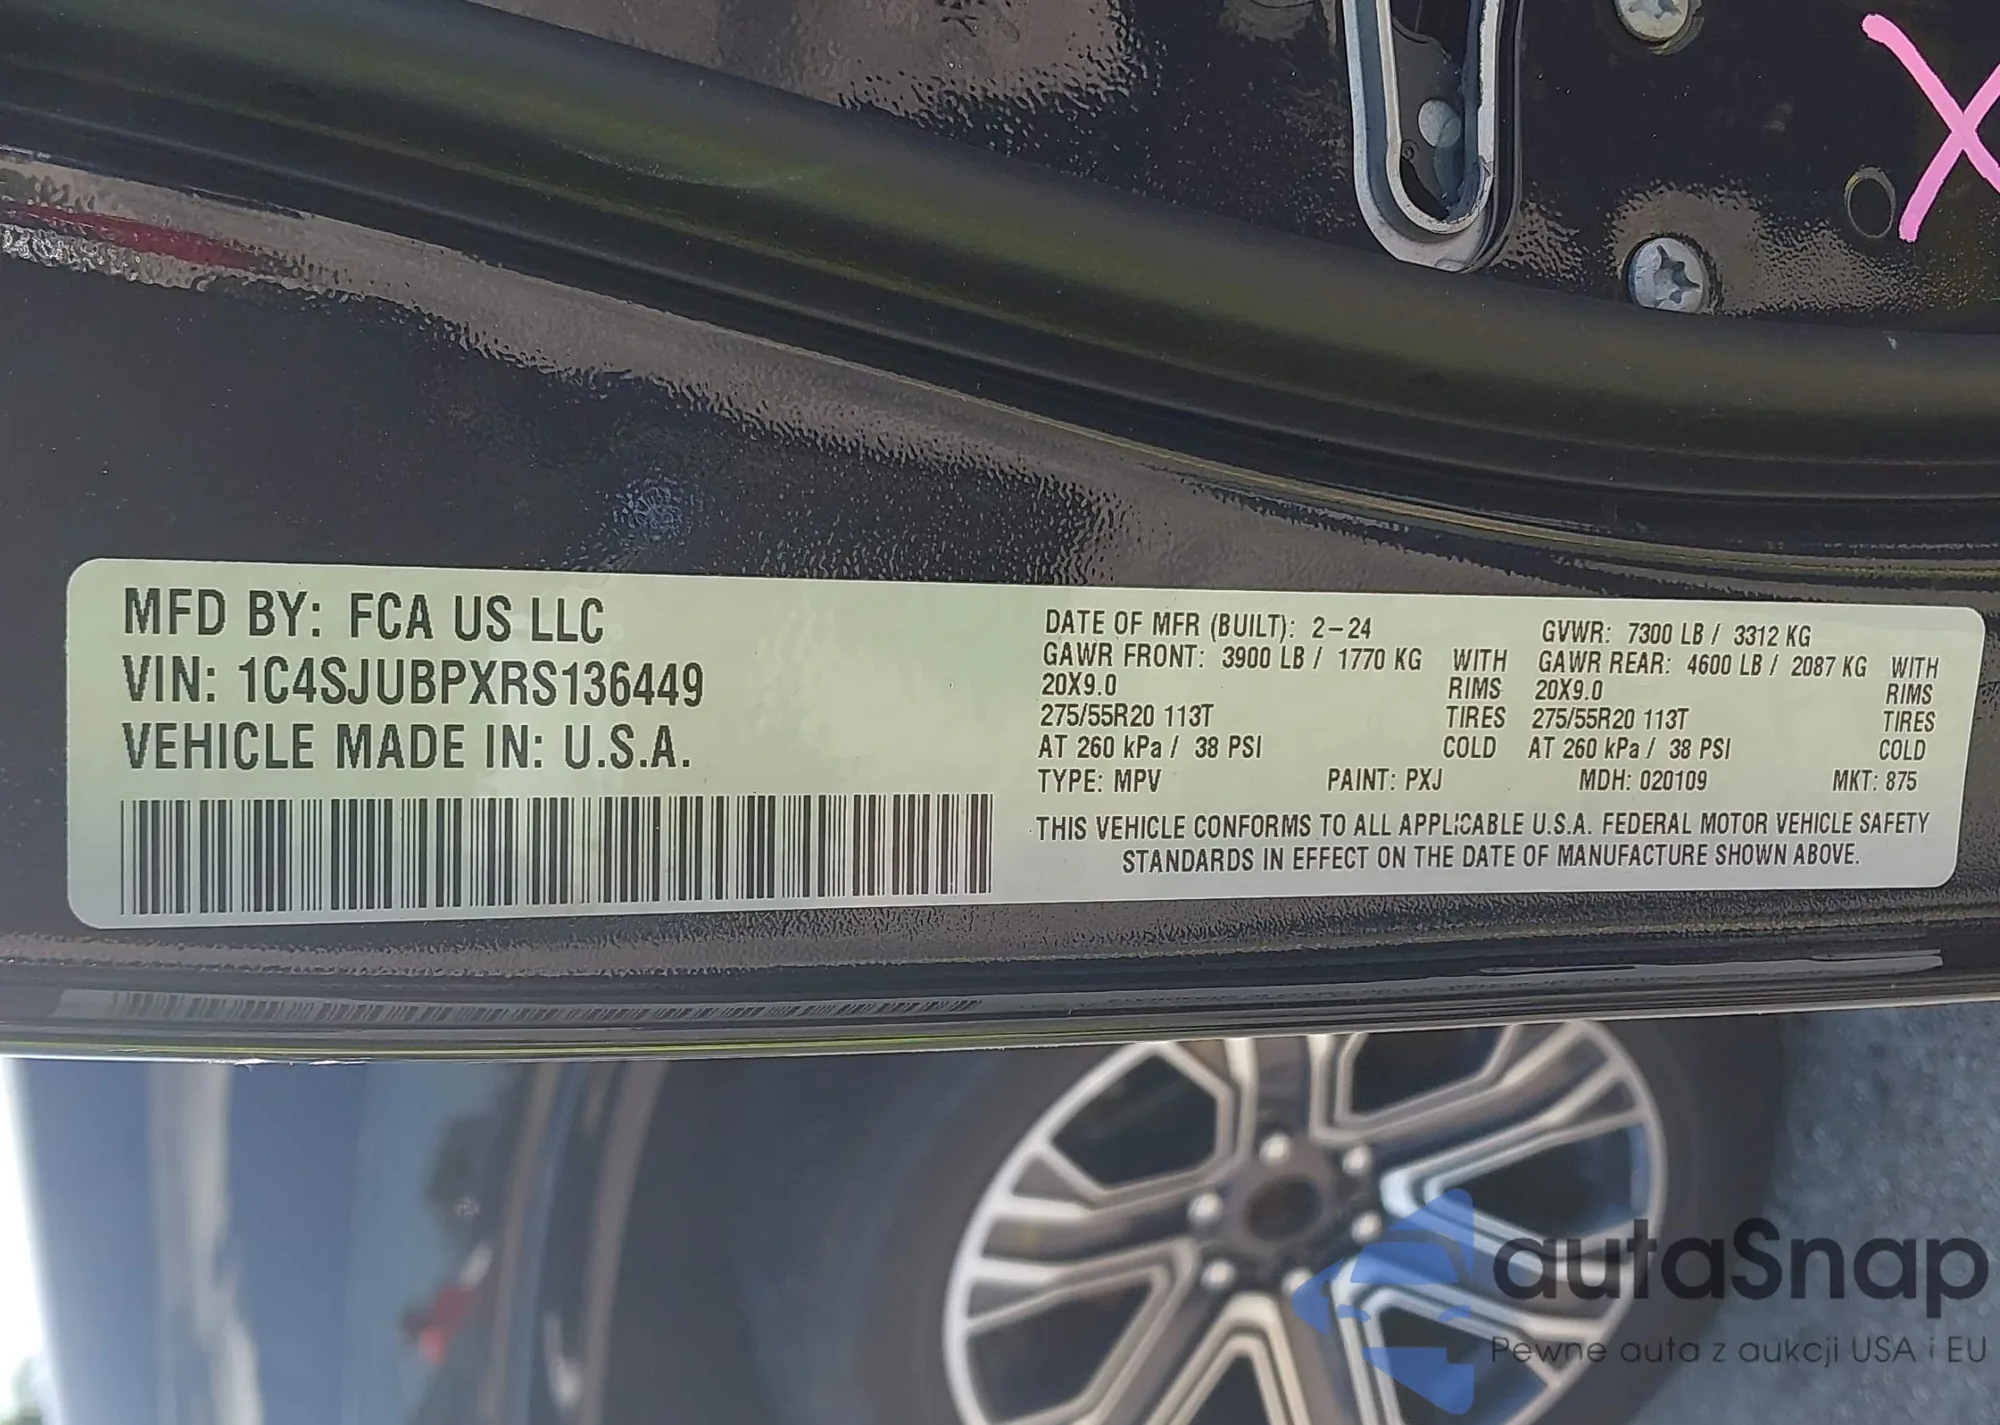 MFD BY: FCA US LLC
VIN: 1C4SJUBPXRS136449
VEHICLE MADE IN: U.S.A.
DATE OF MFR (BUILT): 2-24 GVWR: 7300 LB / 3312 KG
GAWR FRONT: 3900 LB / 1770 KG WITH GAWR REAR: 4600 LB / 2087 KG WITH
20X9.0 RIMS 20X9.0 RIMS
275/55R20 113T TIRES 275/55R20 113T TIRES
AT 260 kPa / 38 PSI COLD AT 260 kPa / 38 PSI COLD
TYPE: MPV PAINT: PXJ MDH: 020109 MKT: 875
THIS VEHICLE CONFORMS TO ALL APPLICABLE U.S.A. FEDERAL MOTOR VEHICLE SAFETY
STANDARDS IN EFFECT ON THE DATE OF MANUFACTURE SHOWN ABOVE.
X
autaSnap
Pewne auta z aukcji USA i EU